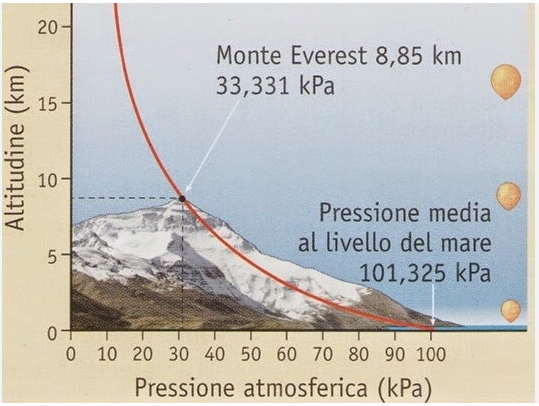 Altitudine (km)
20
15
10
5
0
Monte Everest 8,85 km
33,331 kPa
Pressione media
al livello del mare
101,325 kPa
0 10 20 30 40 50 60 70 80 90 100
Pressione atmosferica (kPa)